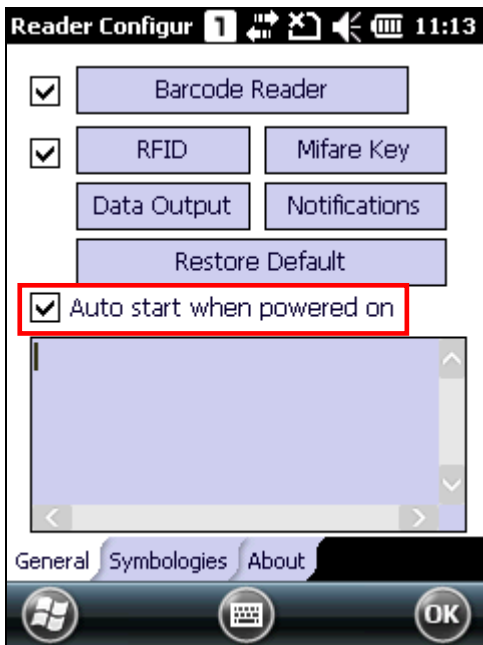 Reader Configur 1 11:13
Barcode Reader
RFID Mifare Key
Data Output Notifications
Restore Default
Auto start when powered on
General Symbologies About
OK